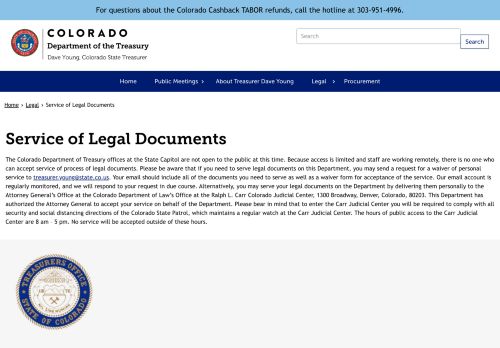 For questions about the Colorado Cashback TABOR refunds, call the hotline at 303-951-4996.
COLORADO
Department of the Treasury
Dave Young, Colorado State Treasurer
Search
Search
Home Public Meetings › About Treasurer Dave Young Legal › Procurement
Home › Legal › Service of Legal Documents
Service of Legal Documents
The Colorado Department of Treasury offices at the State Capitol are not open to the public at this time. Because access is limited and staff are working remotely, there is no one who
can accept service of process of legal documents. Please be aware that if you need to serve legal documents on this Department, you may send a request for a waiver of personal
service to treasurer.young@state.co.us. Your email should include all of the documents you need to serve as well as a waiver form for acceptance of the service. Our email account is
regularly monitored, and we will respond to your request in due course. Alternatively, you may serve your legal documents on the Department by delivering them personally to the
Attorney General's Office at the Colorado Department of Law's Office at the Ralph L. Carr Colorado Judicial Center, 1300 Broadway, Denver, Colorado, 80203. This Department has
authorized the Attorney General to accept your service on behalf of the Department. Please bear in mind that to enter the Carr Judicial Center you will be required to comply with all
security and social distancing directives of the Colorado State Patrol, which maintains a regular watch at the Carr Judicial Center. The hours of public access to the Carr Judicial
Center are 8 am – 5 pm. No service will be accepted outside of these hours.
TREASURER'S OFFICE
STATE OF COLORADO